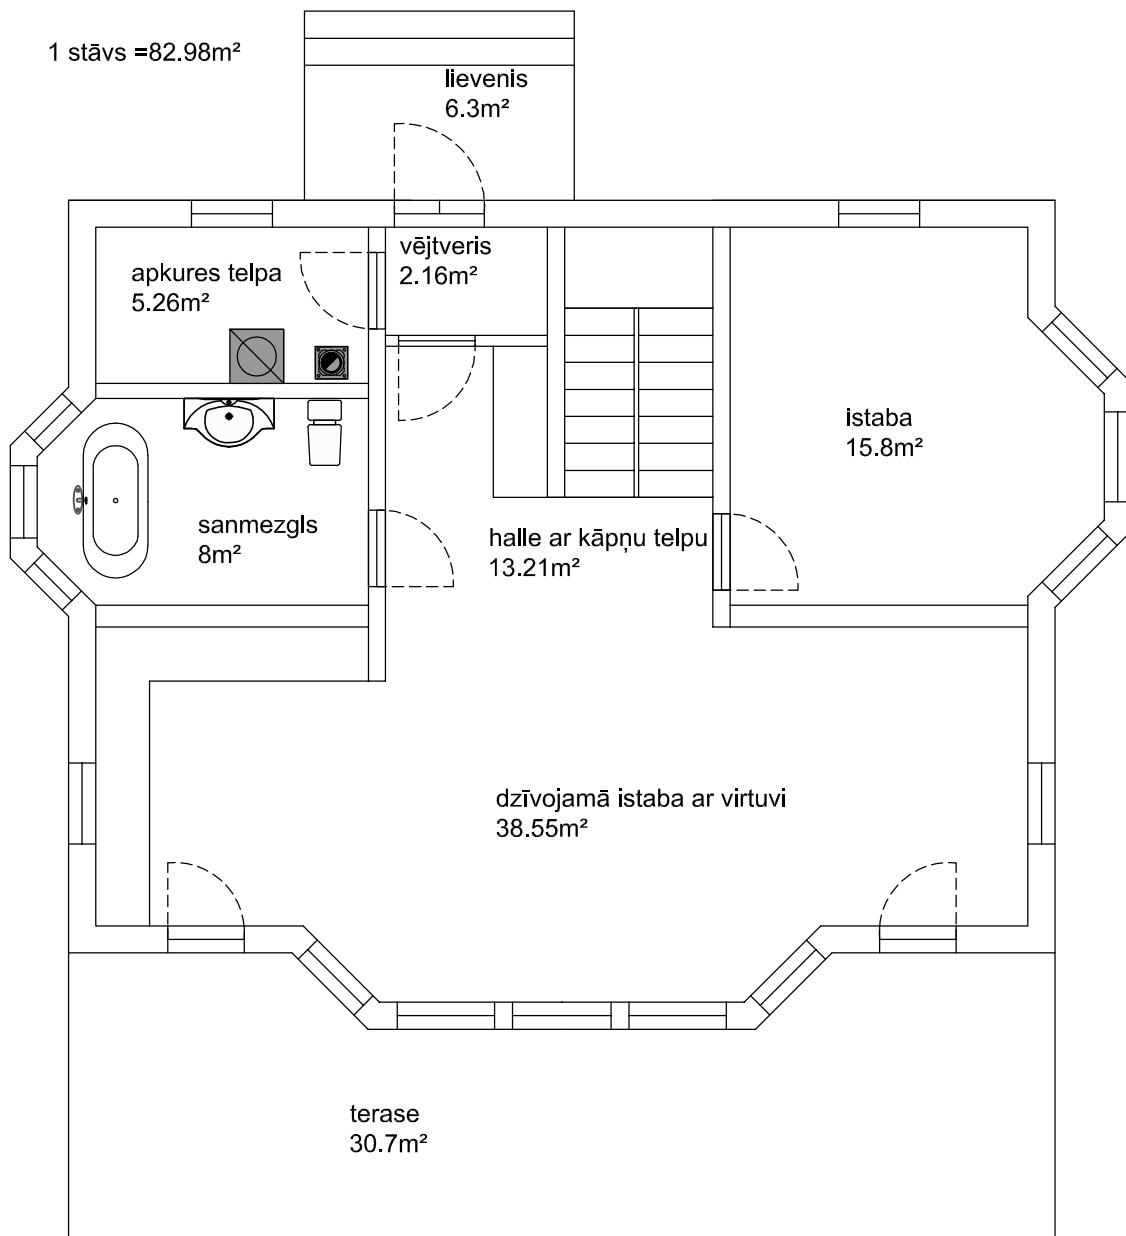 1 stāvs =82.98m²
lievenis
6.3m²
vējtveris
2.16m²
apkures telpa
5.26m²
istaba
15.8m²
sanmezgls
8m²
halle ar kāpņu telpu
13.21m²
dzīvojamā istaba ar virtuvi
38.55m²
terase
30.7m²